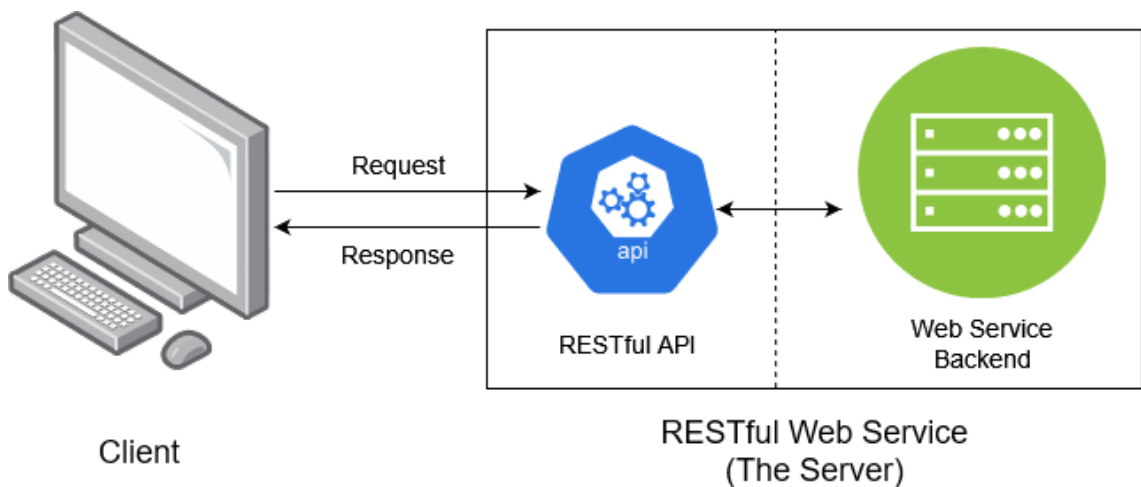 Request
Response
api
RESTful API
Web Service
Backend
Client
RESTful Web Service
(The Server)